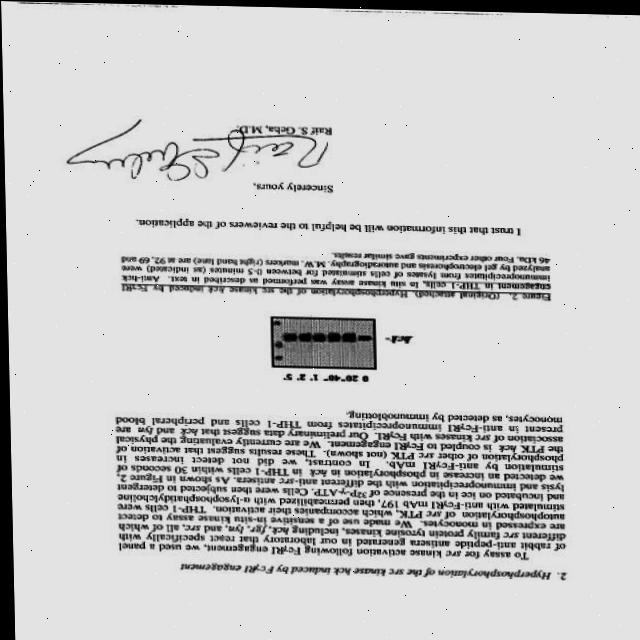 2. Hyperphosphorylation of the src kinase hck induced by FcγRI engagement
To assay for src kinase activation following FcγRI engagement, we used a panel
of rabbit anti-peptide antisera generated in our laboratory that react specifically with
different src family protein tyrosine kinases, including hck, fgr, lyn, and src, all of which
are expressed in monocytes. We made use of a sensitive in-situ kinase assay to detect
autophosphorylation of src PTK, which accompanies their activation. THP-1 cells were
stimulated with anti-FcγRI mAb 197, then permeabilized with α-lysophosphatidylcholine
and incubated on ice in the presence of 32P-γ-ATP. Cells were then subjected to detergent
lysis and immunoprecipitation with the different anti-src antisera. As shown in Figure 2,
we detected an increase in phosphorylation in hck in THP-1 cells within 30 seconds of
stimulation by anti-FcγRI mAb. In contrast, we did not detect increases in
phosphorylation of other src PTK (not shown). These results suggest that activation of
the PTK hck is coupled to FcγRI engagement. We are currently evaluating the physical
association of src kinases with FcγRI. Our preliminary data suggest that hck and lyn are
present in anti-FcγRI immunoprecipitates from THP-1 cells and peripheral blood
monocytes, as detected by immunoblotting.
0 20" 40" 1' 2' 5'
hck-
Figure 2. (Original attached). Hyperphosphorylation of the src kinase hck induced by FcγRI
engagement in THP-1 cells. In situ kinase assay was performed as described in text. Anti-hck
immunoprecipitates from lysates of cells stimulated for between 0-5 minutes (as indicated) were
analyzed by gel electrophoresis and autoradiography. M.W. markers (right hand lane) are at 92, 69 and
46 kDa. Four other experiments gave similar results.
I trust that this information will be helpful to the reviewers of the application.
Sincerely yours,
Raif S. Geha, M.D.